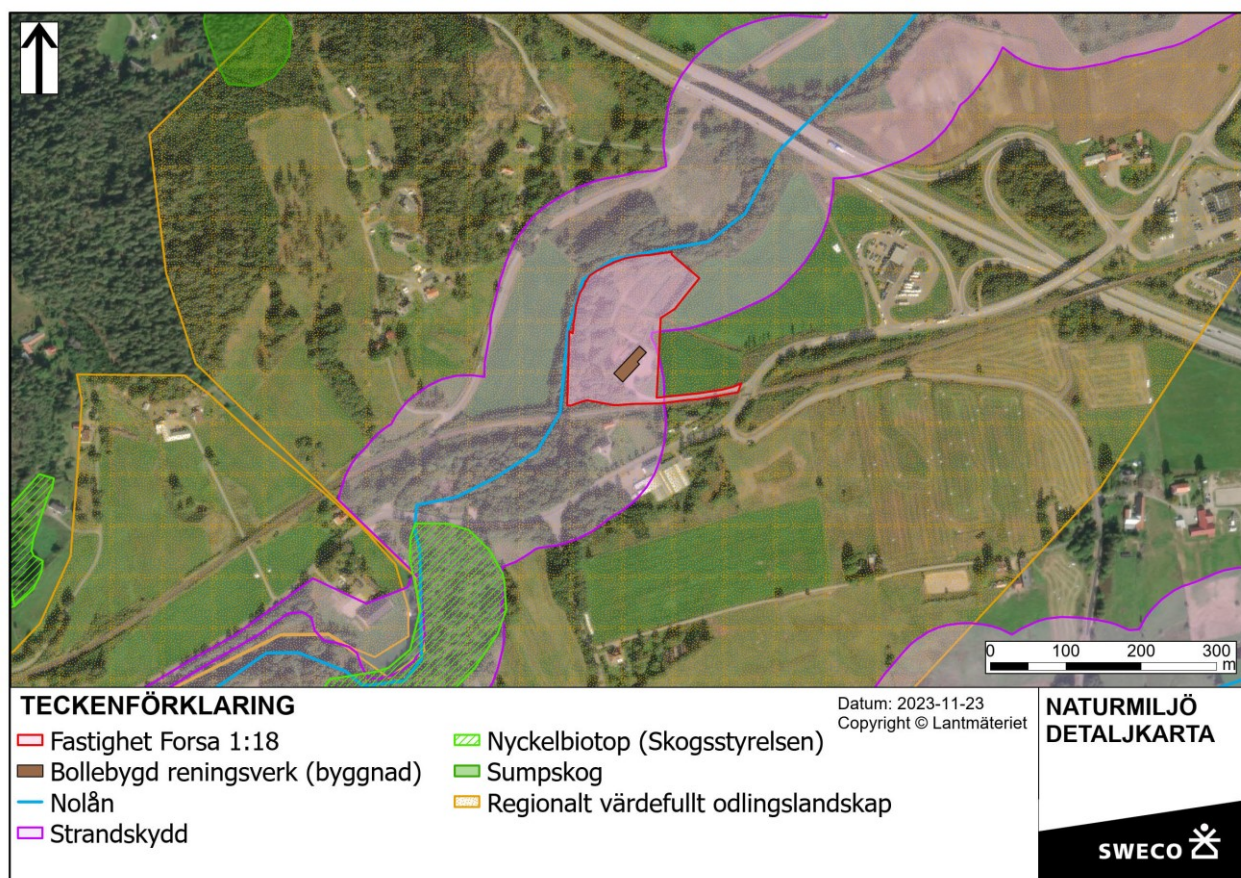 0 100 200 300
m
TECKENFÖRKLARING
Fastighet Forsa 1:18
Bollebygd reningsverk (byggnad)
Nolån
Strandskydd
Nyckelbiotop (Skogsstyrelsen)
Sumpskog
Regionalt värdefullt odlingslandskap
Datum: 2023-11-23
Copyright © Lantmäteriet
NATURMILJÖ
DETALJKARTA
SWECO